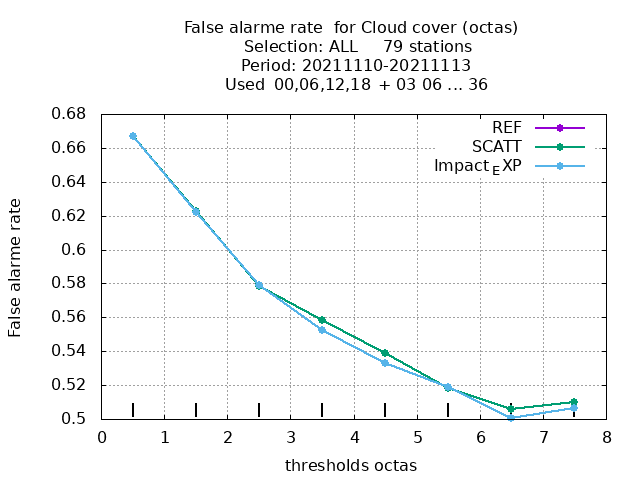 False alarme rate  for Cloud cover (octas)
Selection: ALL     79 stations
Period: 20211110-20211113
Used  00,06,12,18  + 03 06 ... 36
REF
SCATT
Impact_EXP
False alarme rate
0.68
0.66
0.64
0.62
0.6
0.58
0.56
0.54
0.52
0.5
0 1 2 3 4 5 6 7 8
thresholds octas